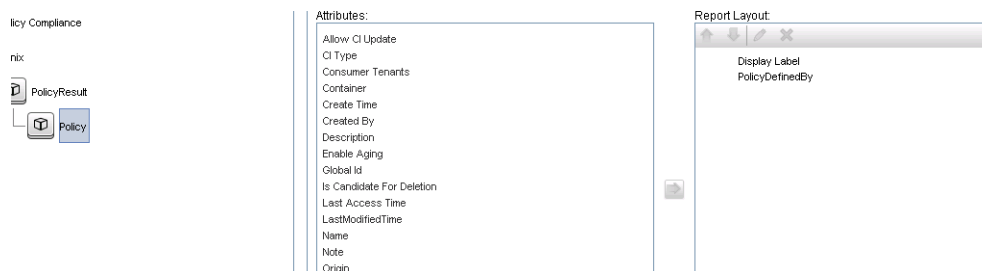 licy Compliance
nix
PolicyResult
Policy
Attributes:
Allow CI Update
CI Type
Consumer Tenants
Container
Create Time
Created By
Description
Enable Aging
Global Id
Is Candidate For Deletion
Last Access Time
LastModifiedTime
Name
Note
Origin
Report Layout:
Display Label
PolicyDefinedBy